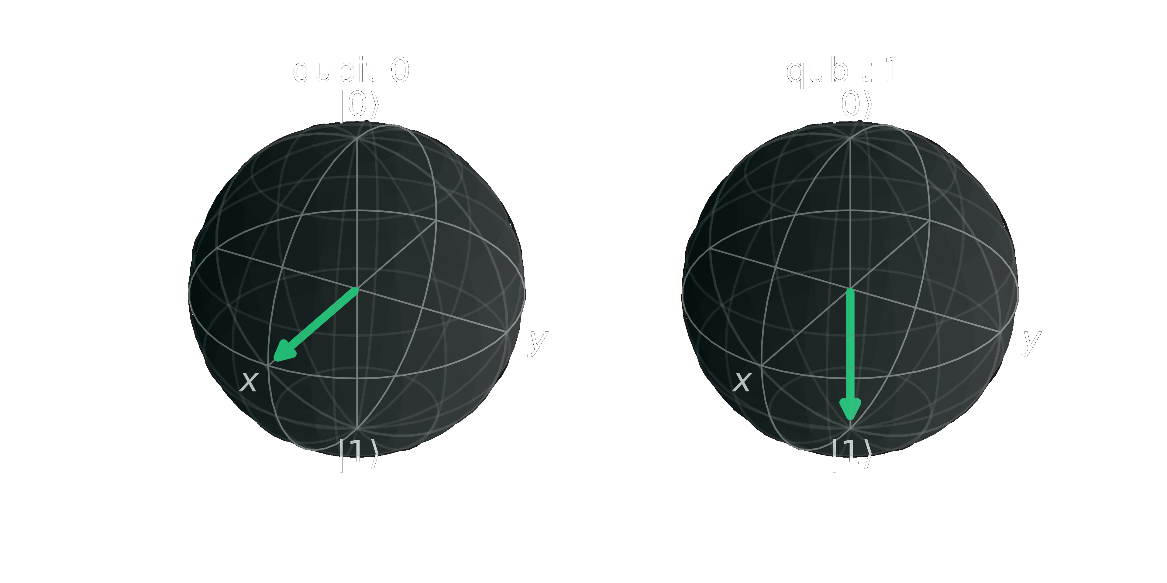 qubit 0
qubit 1
|0⟩
|0⟩
y
y
x
x
|1⟩
|1⟩